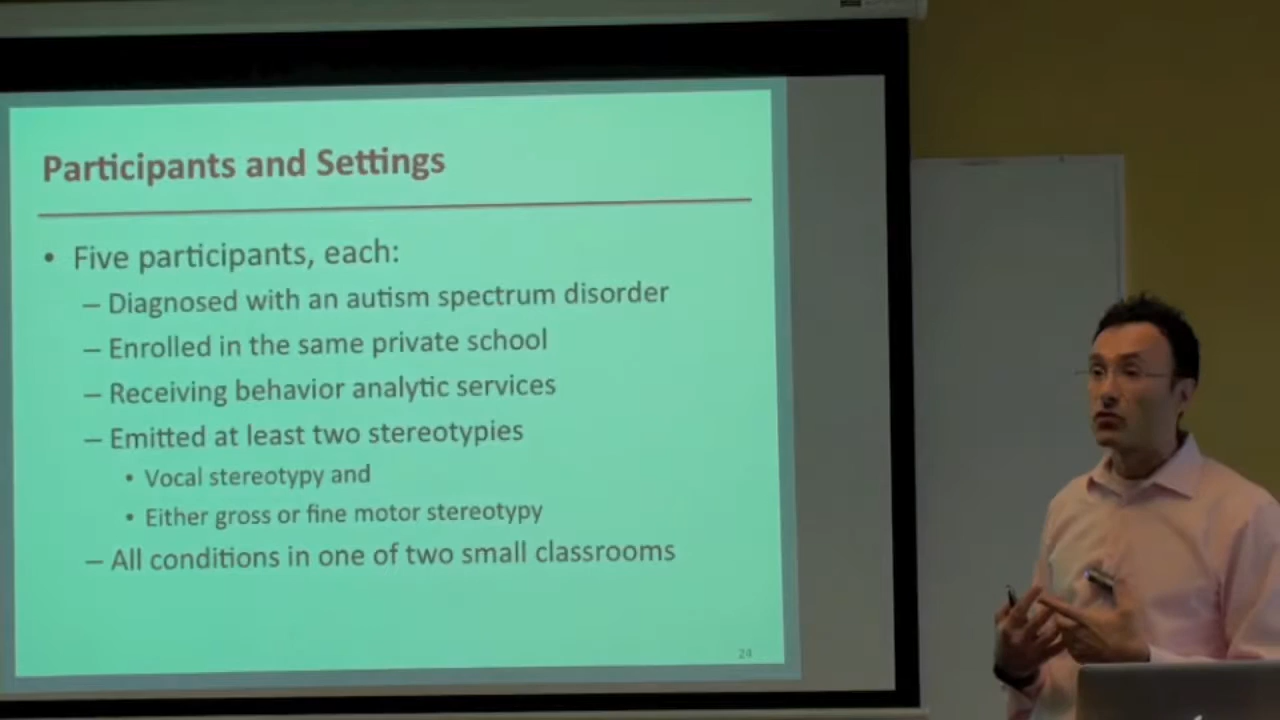 Participants and Settings
• Five participants, each:
– Diagnosed with an autism spectrum disorder
– Enrolled in the same private school
– Receiving behavior analytic services
– Emitted at least two stereotypies
• Vocal stereotypy and
• Either gross or fine motor stereotypy
– All conditions in one of two small classrooms
24